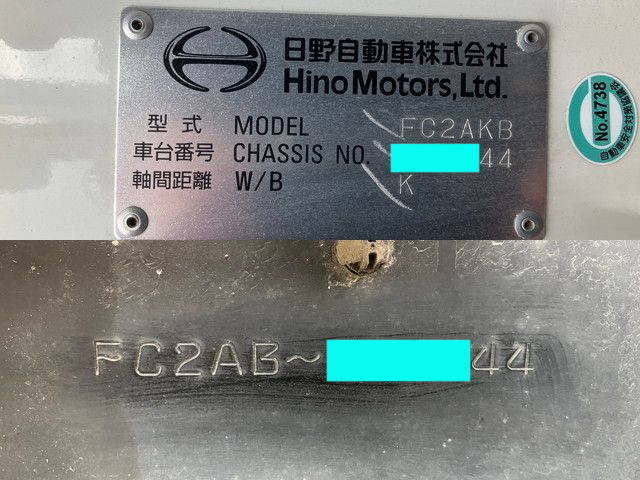 日野自動車株式会社
Hino Motors, Ltd.
型式 MODEL FC2AKB
車台番号 CHASSIS NO. 44
軸間距離 W/B K
No.4738
FC2AB~ 44